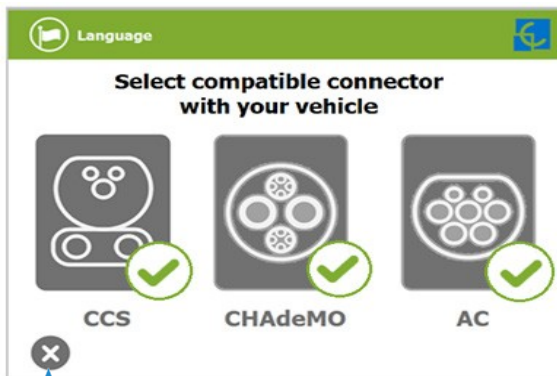 Language
Select compatible connector
with your vehicle
CCS
CHAdeMO
AC